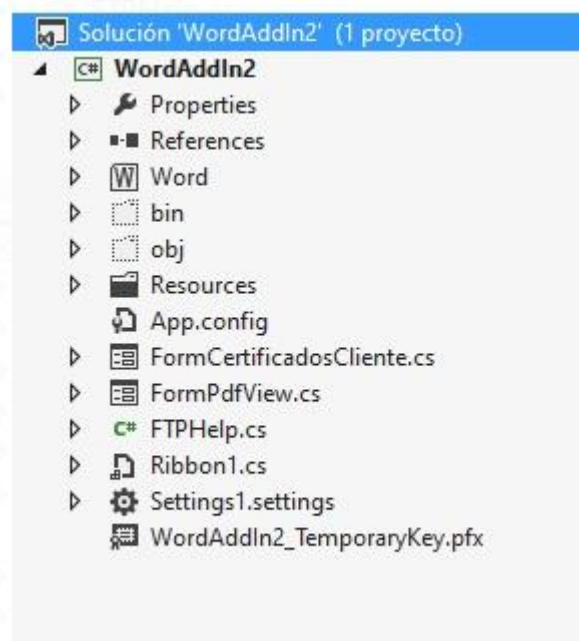 Solución 'WordAddIn2' (1 proyecto)
C# WordAddIn2
Properties
References
W Word
bin
obj
Resources
App.config
FormCertificadosCliente.cs
FormPdfView.cs
C# FTPHelp.cs
Ribbon1.cs
Settings1.settings
WordAddIn2_TemporaryKey.pfx